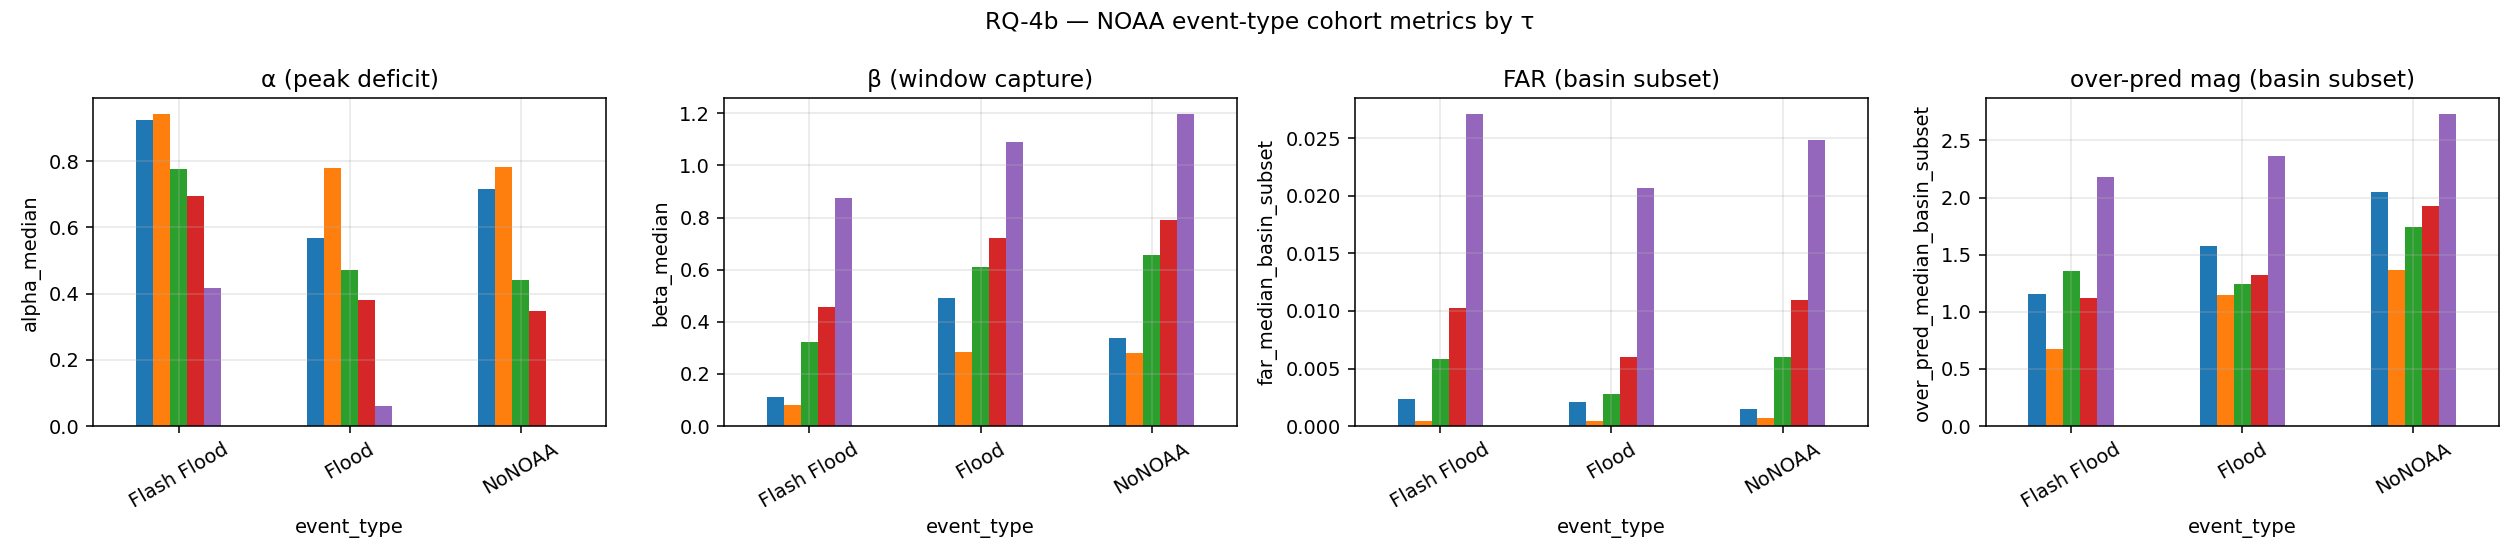 RQ-4b — NOAA event-type cohort metrics by τ
α (peak deficit)
alpha_median
0.8
0.6
0.4
0.2
0.0
Flash Flood
Flood
NoNOAA
event_type
β (window capture)
beta_median
1.2
1.0
0.8
0.6
0.4
0.2
0.0
Flash Flood
Flood
NoNOAA
event_type
FAR (basin subset)
far_median_basin_subset
0.025
0.020
0.015
0.010
0.005
0.000
Flash Flood
Flood
NoNOAA
event_type
over-pred mag (basin subset)
over_pred_median_basin_subset
2.5
2.0
1.5
1.0
0.5
0.0
Flash Flood
Flood
NoNOAA
event_type